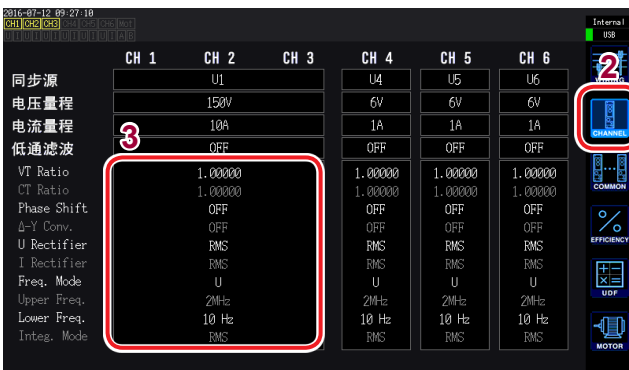 2016-07-12 09:27:10
CH1 CH2 CH3 CH4 CH5 CH6 Mot
U I U I U I U I U I U I A B
Internal
USB
CH 1 CH 2 CH 3 CH 4 CH 5 CH 6
2
同步源 U1 U4 U5 U6
电压量程 150V 6V 6V 6V
电流量程 10A 1A 1A 1A
CHANNEL
3
低通滤波 OFF OFF OFF OFF
VT Ratio 1.00000 1.00000 1.00000 1.00000
CT Ratio 1.00000 1.00000 1.00000 1.00000
COMMON
Phase Shift OFF OFF OFF OFF
Δ-Y Conv. OFF OFF OFF OFF
U Rectifier RMS RMS RMS RMS
EFFICIENCY
I Rectifier RMS RMS RMS RMS
Freq. Mode U U U U
Upper Freq. 2MHz 2MHz 2MHz 2MHz
UDF
Lower Freq. 10 Hz 10 Hz 10 Hz 10 Hz
Integ. Mode RMS RMS RMS RMS
MOTOR